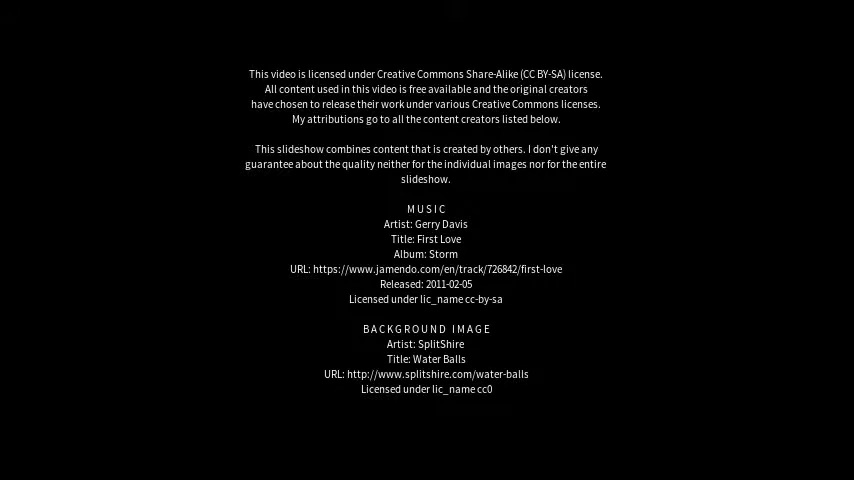 This video is licensed under Creative Commons Share-Alike (CC BY-SA) license.
All content used in this video is free available and the original creators
have chosen to release their work under various Creative Commons licenses.
My attributions go to all the content creators listed below.
This slideshow combines content that is created by others. I don't give any
guarantee about the quality neither for the individual images nor for the entire
slideshow.
MUSIC
Artist: Gerry Davis
Title: First Love
Album: Storm
URL: https://www.jamendo.com/en/track/726842/first-love
Released: 2011-02-05
Licensed under lic_name cc-by-sa
BACKGROUND IMAGE
Artist: SplitShire
Title: Water Balls
URL: http://www.splitshire.com/water-balls
Licensed under lic_name cc0